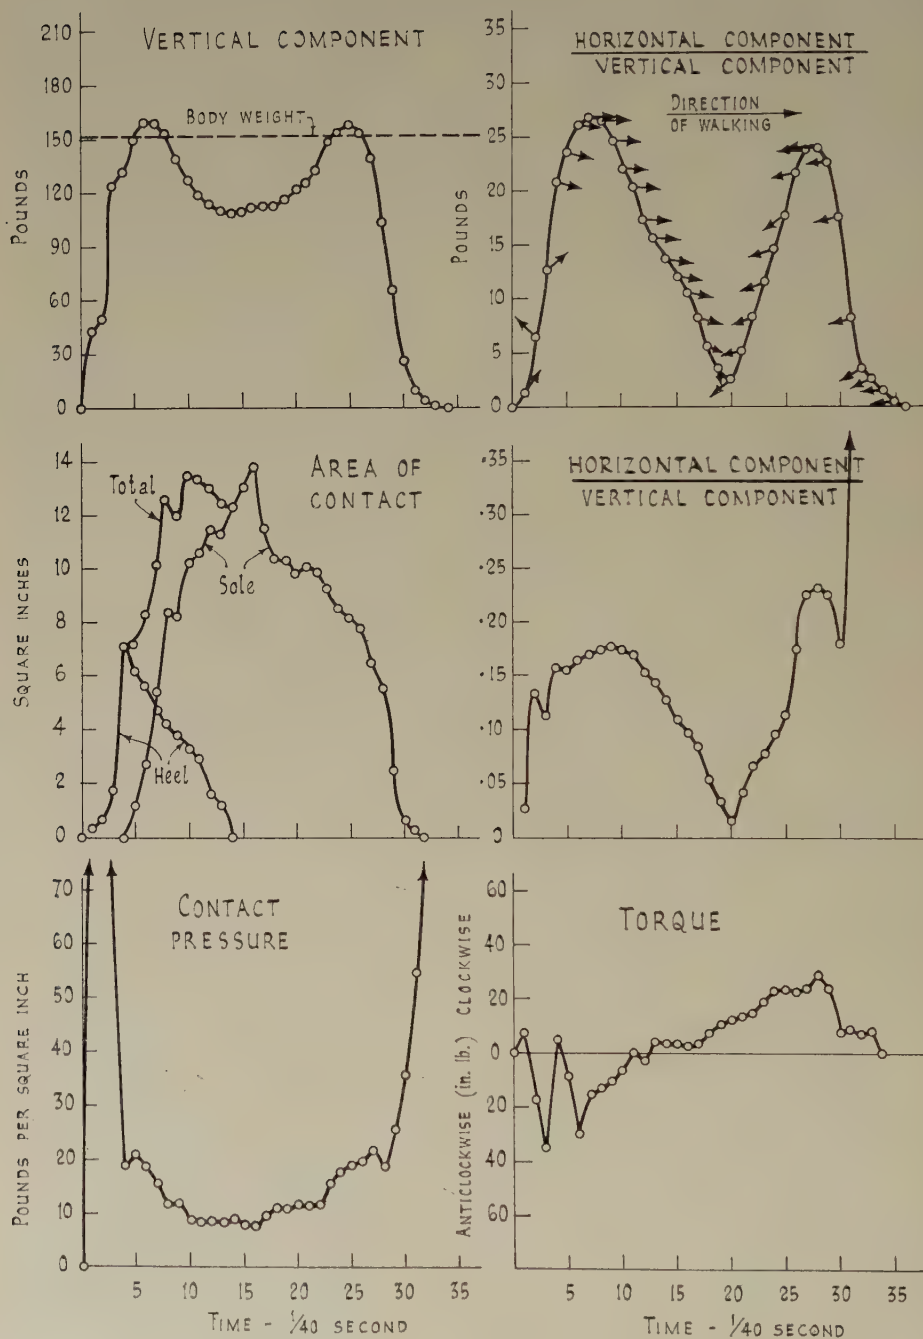 VERTICAL COMPONENT
BODY WEIGHT
POUNDS
210
180
150
120
90
60
30
0
HORIZONTAL COMPONENT
VERTICAL COMPONENT
DIRECTION
OF WALKING
POUNDS
35
30
25
20
15
10
5
0
AREA OF
CONTACT
Total
Sole
Heel
SQUARE INCHES
14
12
10
8
6
4
2
0
HORIZONTAL COMPONENT
VERTICAL COMPONENT
.35
.30
.25
.20
.15
.10
.05
0
CONTACT
PRESSURE
POUNDS PER SQUARE INCH
70
60
50
40
30
20
10
0
5 10 15 20 25 30 35
TIME - 1/40 SECOND
TORQUE
ANTICLOCKWISE (in. lb.) CLOCKWISE
60
40
20
0
20
40
60
5 10 15 20 25 30 35
TIME - 1/40 SECOND